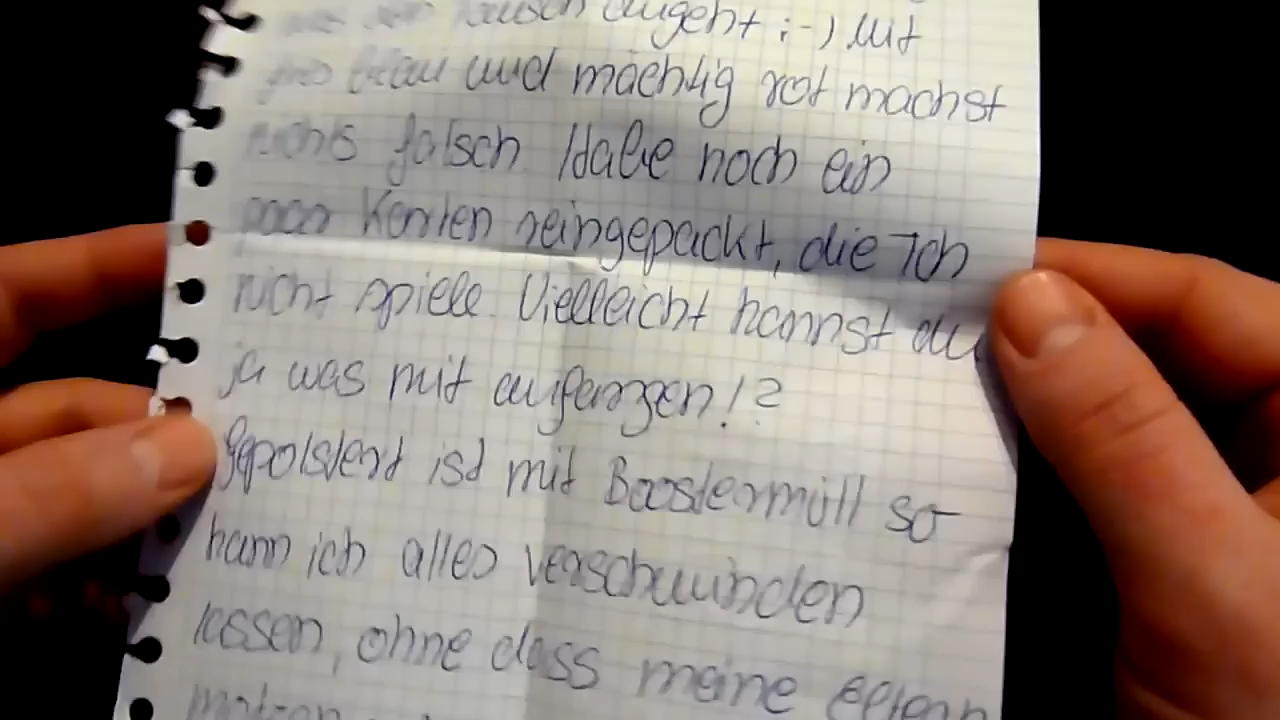 Tausch angeht ;-) Mit
blau und mächtig rot machst
nichts falsch. Habe noch ein
paar Karten reingepackt, die ich
nicht spiele. Vielleicht kannst du
ja was mit anfangen!?
Gepolstert ist mit Boostermüll so
kann ich alles verschwinden
lassen, ohne dass meine Eltern